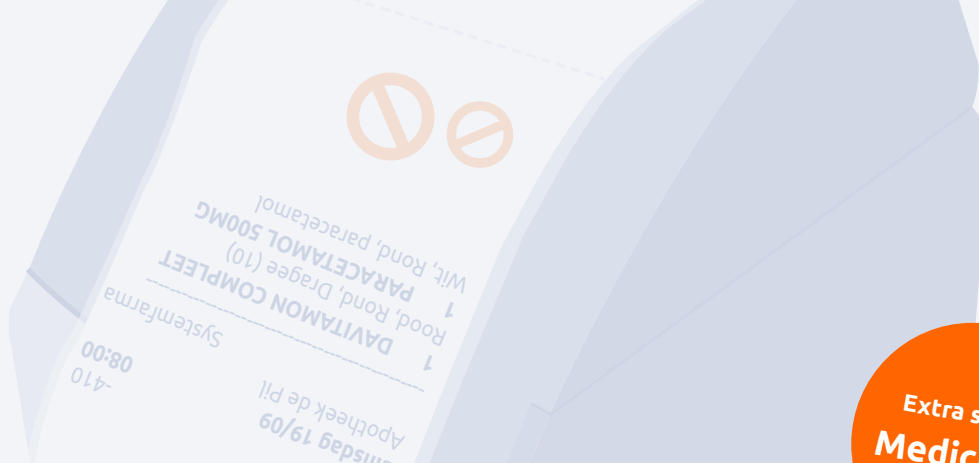 -410
19/09 08:00
Apotheek de Pil Systemfarma
1 DAVITAMON COMPLEET
Rood, Rond, Dragee (10)
1 PARACETAMOL 500MG
Wit, Rond, paracetamol
Extra s
Medic